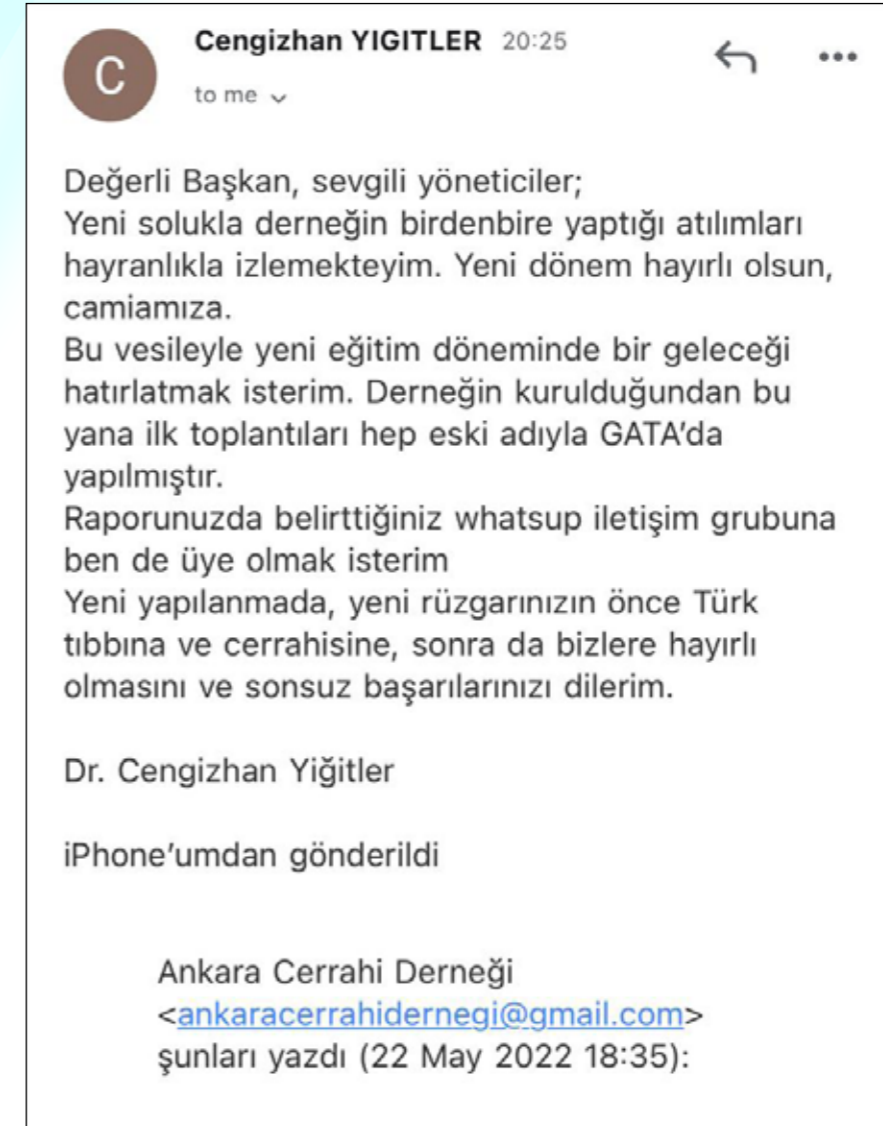 C
Cengizhan YIGITLER 20:25
to me
Değerli Başkan, sevgili yöneticiler;
Yeni solukla derneğin birdenbire yaptığı atılımları
hayranlıkla izlemekteyim. Yeni dönem hayırlı olsun,
camiamıza.
Bu vesileyle yeni eğitim döneminde bir geleceği
hatırlatmak isterim. Derneğin kurulduğundan bu
yana ilk toplantıları hep eski adıyla GATA’da
yapılmıştır.
Raporunuzda belirttiğiniz whatsup iletişim grubuna
ben de üye olmak isterim
Yeni yapılanmada, yeni rüzgarınızın önce Türk
tıbbına ve cerrahisine, sonra da bizlere hayırlı
olmasını ve sonsuz başarılarınızı dilerim.
Dr. Cengizhan Yiğitler
iPhone’umdan gönderildi
Ankara Cerrahi Derneği
<ankaracerrahidernegi@gmail.com>
şunları yazdı (22 May 2022 18:35):